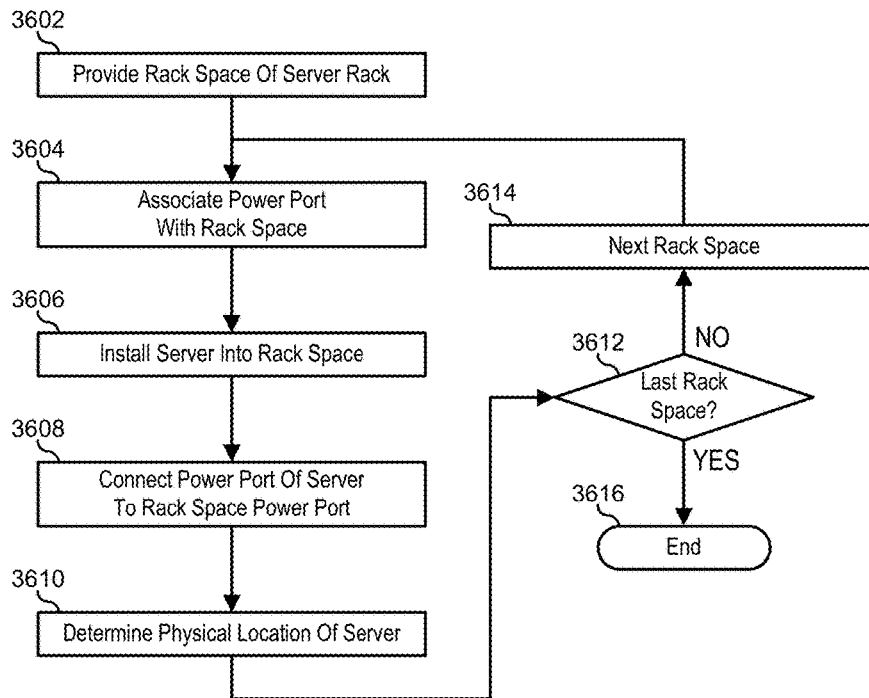 3602
Provide Rack Space Of Server Rack
3604
Associate Power Port
With Rack Space
3606
Install Server Into Rack Space
3608
Connect Power Port Of Server
To Rack Space Power Port
3610
Determine Physical Location Of Server
3612
Last Rack
Space?
NO
YES
3614
Next Rack Space
3616
End